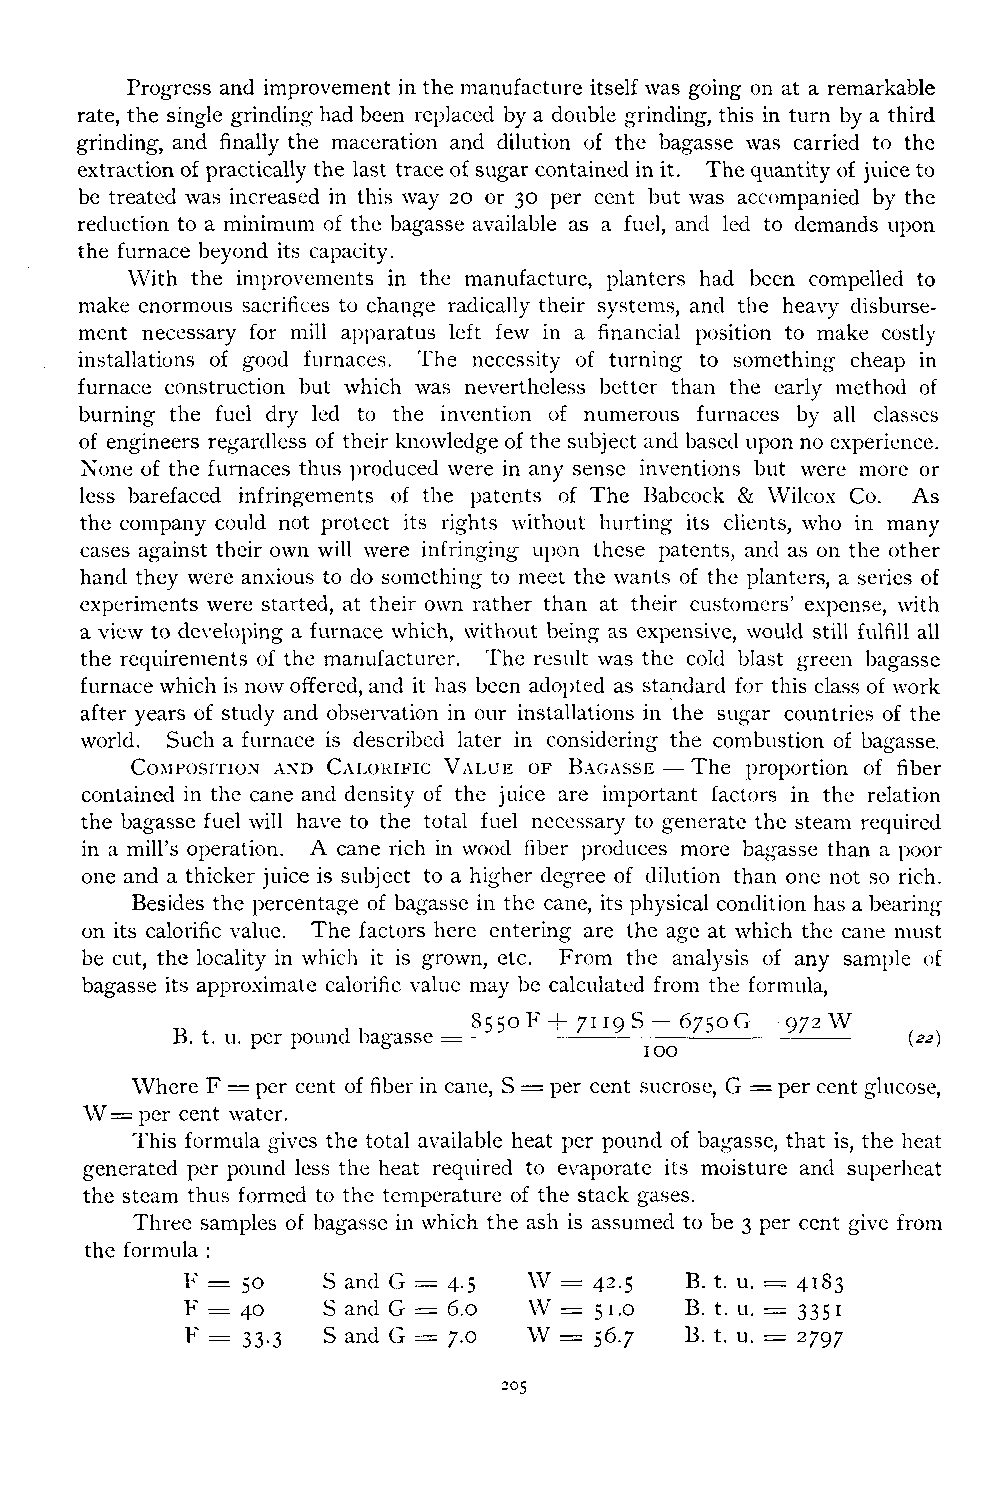 Progress and improvement in the manufacture itself was going on at a remarkable
rate, the single grinding had been replaced by a double grinding, this in turn by a third
grinding, and finally the maceration and dilution of the bagasse was carried to the
extraction of practically the last trace of sugar contained in it. The quantity of juice to
be treated was increased in this way 20 or 30 per cent but was accompanied by the
reduction to a minimum of the bagasse available as a fuel, and led to demands upon
the furnace beyond its capacity.
With the improvements in the manufacture, planters had been compelled to
make enormous sacrifices to change radically their systems, and the heavy disburse-
ment necessary for mill apparatus left few in a financial position to make costly
installations of good furnaces. The necessity of turning to something cheap in
furnace construction but which was nevertheless better than the early method of
burning the fuel dry led to the invention of numerous furnaces by all classes
of engineers regardless of their knowledge of the subject and based upon no experience.
None of the furnaces thus produced were in any sense inventions but were more or
less barefaced infringements of the patents of The Babcock & Wilcox Co. As
the company could not protect its rights without hurting its clients, who in many
cases against their own will were infringing upon these patents, and as on the other
hand they were anxious to do something to meet the wants of the planters, a series of
experiments were started, at their own rather than at their customers' expense, with
a view to developing a furnace which, without being as expensive, would still fulfill all
the requirements of the manufacturer. The result was the cold blast green bagasse
furnace which is now offered, and it has been adopted as standard for this class of work
after years of study and observation in our installations in the sugar countries of the
world. Such a furnace is described later in considering the combustion of bagasse.
Composition and Calorific Value of Bagasse — The proportion of fiber
contained in the cane and density of the juice are important factors in the relation
the bagasse fuel will have to the total fuel necessary to generate the steam required
in a mill's operation. A cane rich in wood fiber produces more bagasse than a poor
one and a thicker juice is subject to a higher degree of dilution than one not so rich.
Besides the percentage of bagasse in the cane, its physical condition has a bearing
on its calorific value. The factors here entering are the age at which the cane must
be cut, the locality in which it is grown, etc. From the analysis of any sample of
bagasse its approximate calorific value may be calculated from the formula,
8550 F + 7119 S — 6750 G - 972 W
B. t. u. per pound bagasse = (22)
100
Where F = per cent of fiber in cane, S = per cent sucrose, G = per cent glucose,
W = per cent water.
This formula gives the total available heat per pound of bagasse, that is, the heat
generated per pound less the heat required to evaporate its moisture and superheat
the steam thus formed to the temperature of the stack gases.
Three samples of bagasse in which the ash is assumed to be 3 per cent give from
the formula :
F = 50 S and G = 4.5 W = 42.5 B. t. u. = 4183
F = 40 S and G = 6.0 W = 51.0 B. t. u. = 3351
F = 33.3 S and G = 7.0 W = 56.7 B. t. u. = 2797
205